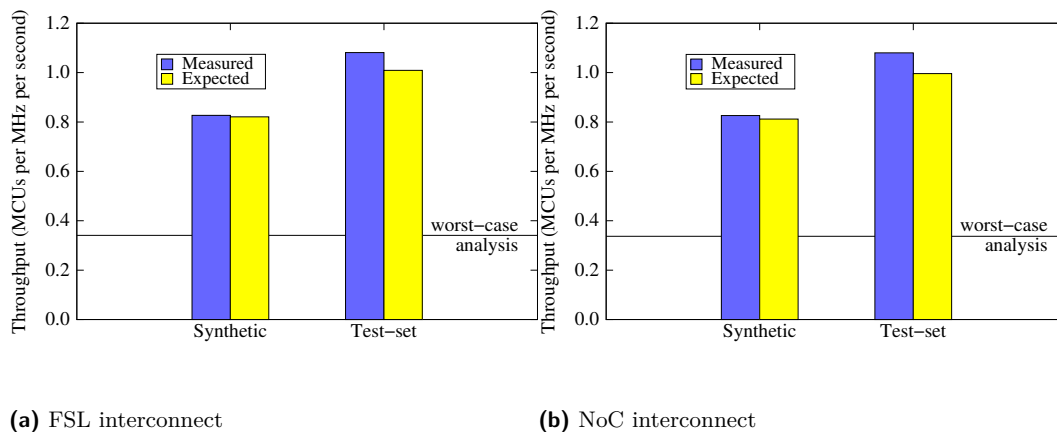 Throughput (MCUs per MHz per second)
1.2
1.0
0.8
0.6
0.4
0.2
0.0
Measured
Expected
worst−case
analysis
Synthetic
Test−set
(a) FSL interconnect
Throughput (MCUs per MHz per second)
1.2
1.0
0.8
0.6
0.4
0.2
0.0
Measured
Expected
worst−case
analysis
Synthetic
Test−set
(b) NoC interconnect